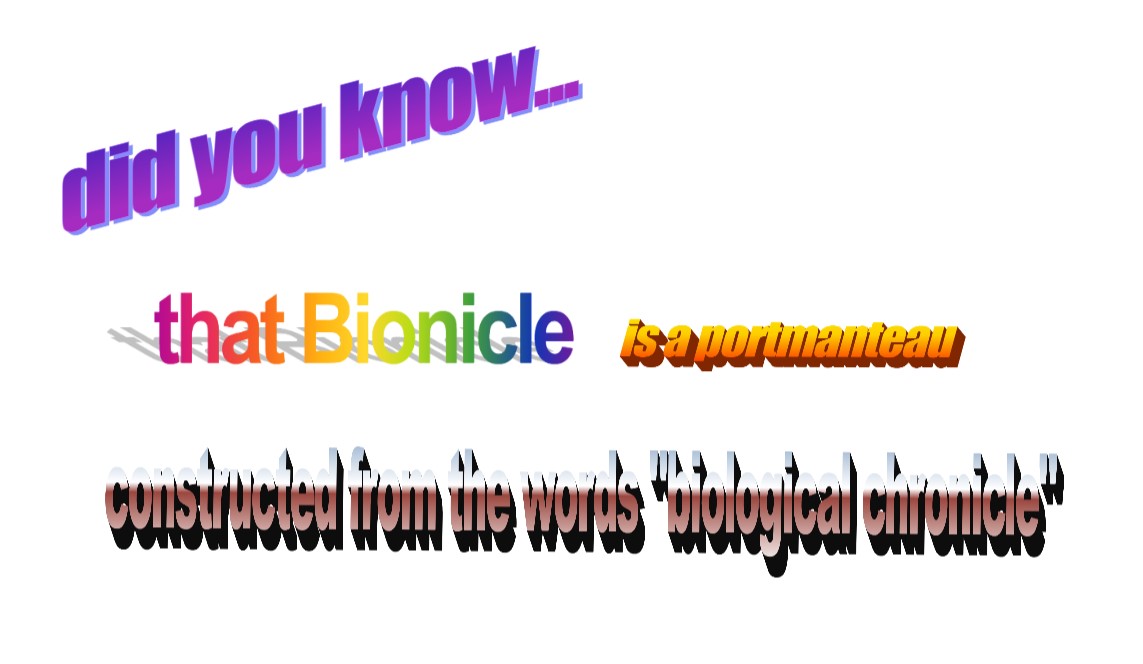 did you know...
that Bionicle is a portmanteau
constructed from the words "biological chronicle"